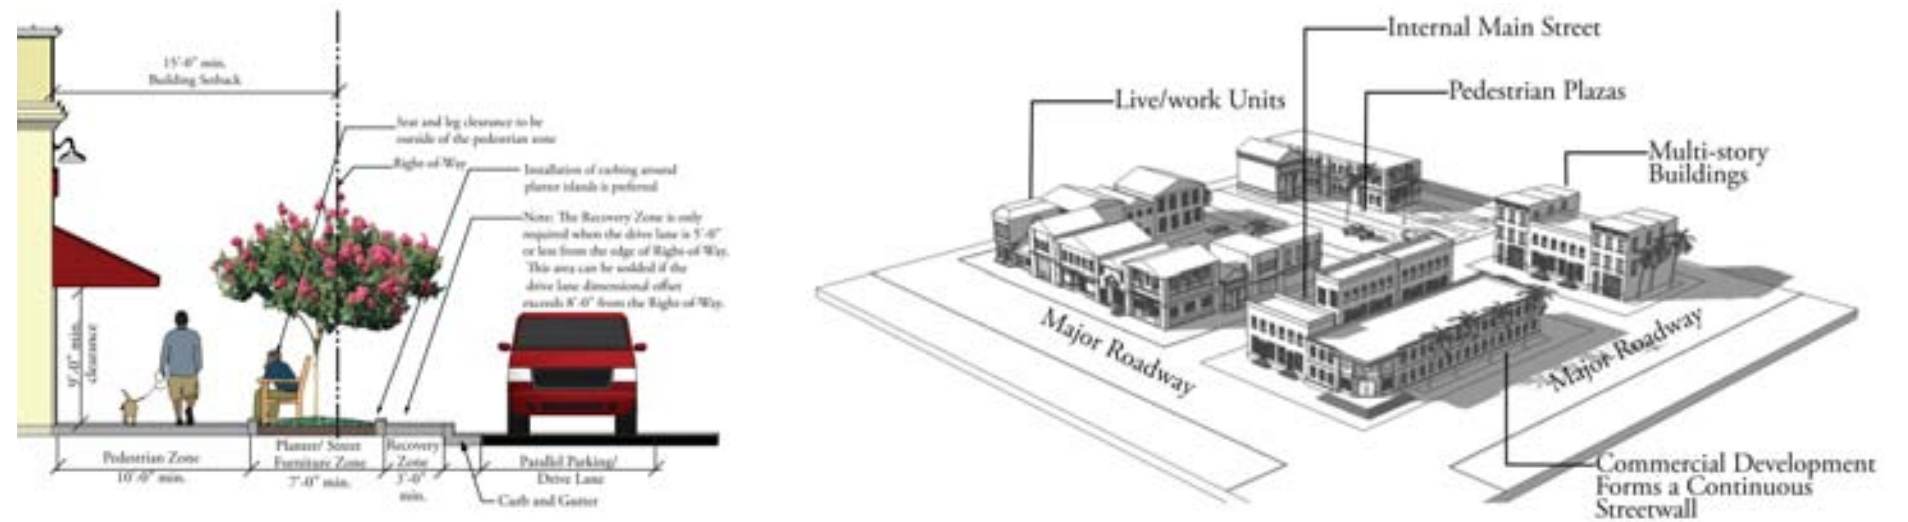 15'-0" min.
Building Setback
Seat and leg clearance to be
outside of the pedestrian zone
Right-of-Way
Installation of curbing around
planter islands is preferred
Note: The Recovery Zone is only
required when the drive lane is 5'-0"
or less from the edge of Right-of-Way.
This area can be sodded if the
drive lane dimensional offset
exceeds 8'-0" from the Right-of-Way.
9'-0" min.
clearance
Pedestrian Zone
10'-0" min.
Planter/ Street
Furniture Zone
7'-0" min.
Recovery
Zone
3'-0"
min.
Parallel Parking/
Drive Lane
Curb and Gutter
Internal Main Street
Live/work Units
Pedestrian Plazas
Multi-story
Buildings
Major Roadway
Major Roadway
Commercial Development
Forms a Continuous
Streetwall